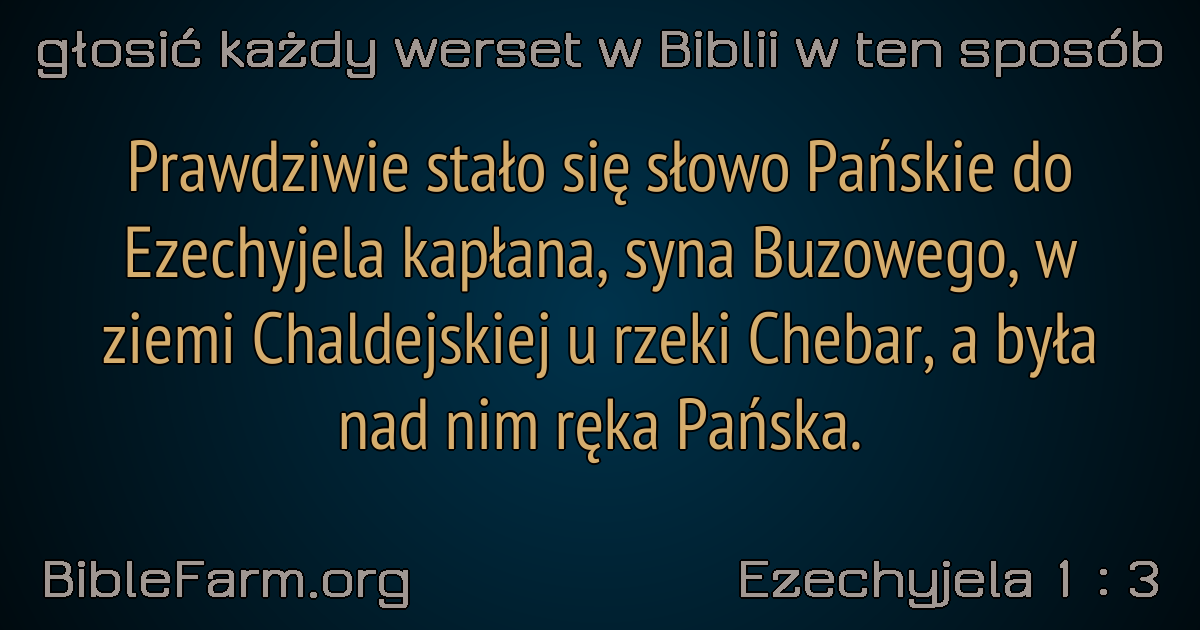 głosić każdy werset w Biblii w ten sposób
Prawdziwie stało się słowo Pańskie do
Ezechyjela kapłana, syna Buzowego, w
ziemi Chaldejskiej u rzeki Chebar, a była
nad nim ręka Pańska.
BibleFarm.org
Ezechyjela 1 : 3